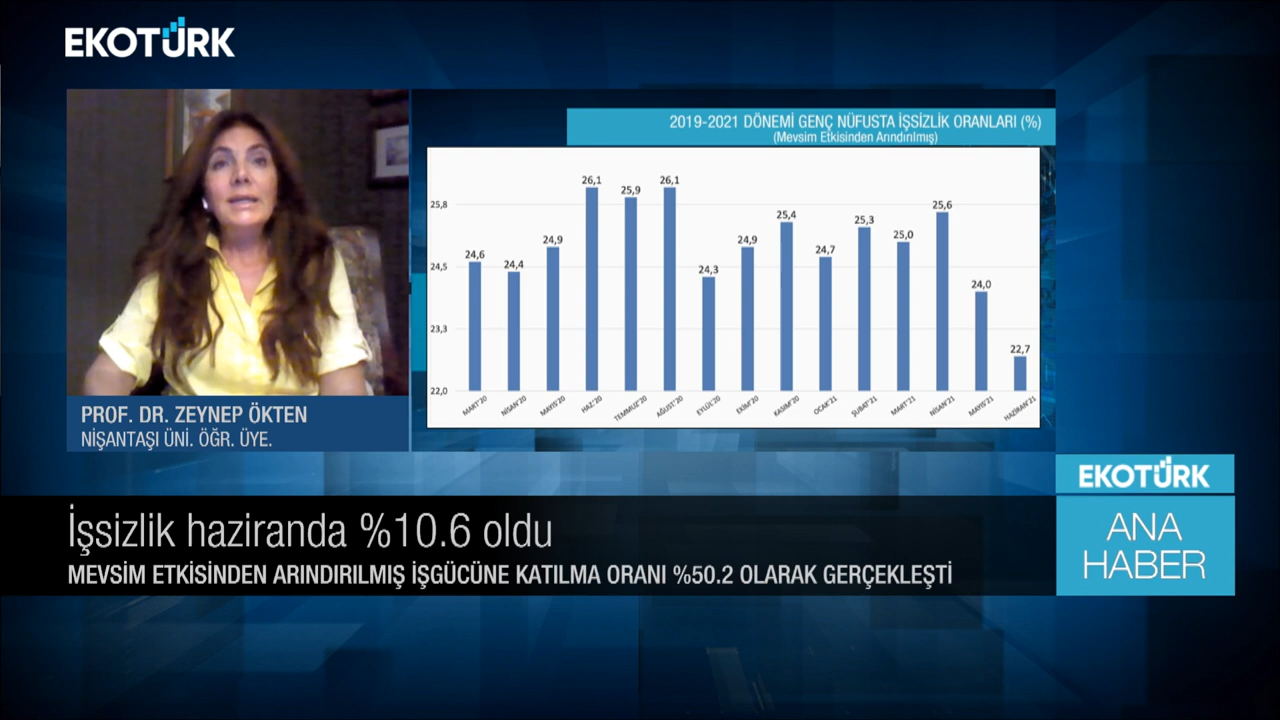 EKOTÜRK
2019-2021 DÖNEMİ GENÇ NÜFUSTA İŞSİZLİK ORANLARI (%)
(Mevsim Etkisinden Arındırılmış)
25,8
24,5
23,3
22,0
24,6
24,4
24,9
26,1
25,9
26,1
24,3
24,9
25,4
24,7
25,3
25,0
25,6
24,0
22,7
MART'20
NİSAN'20
MAYIS'20
HAZ.'20
TEMMUZ'20
AĞUST'20
EYLÜL'20
EKİM'20
KASIM'20
OCAK'21
ŞUBAT'21
MART'21
NİSAN'21
MAYIS'21
HAZİRAN'21
PROF. DR. ZEYNEP ÖKTEN
NİŞANTAŞI ÜNİ. ÖĞR. ÜYE.
İşsizlik haziranda %10.6 oldu
MEVSİM ETKİSİNDEN ARINDIRILMIŞ İŞGÜCÜNE KATILMA ORANI %50.2 OLARAK GERÇEKLEŞTİ
EKOTÜRK
ANA
HABER